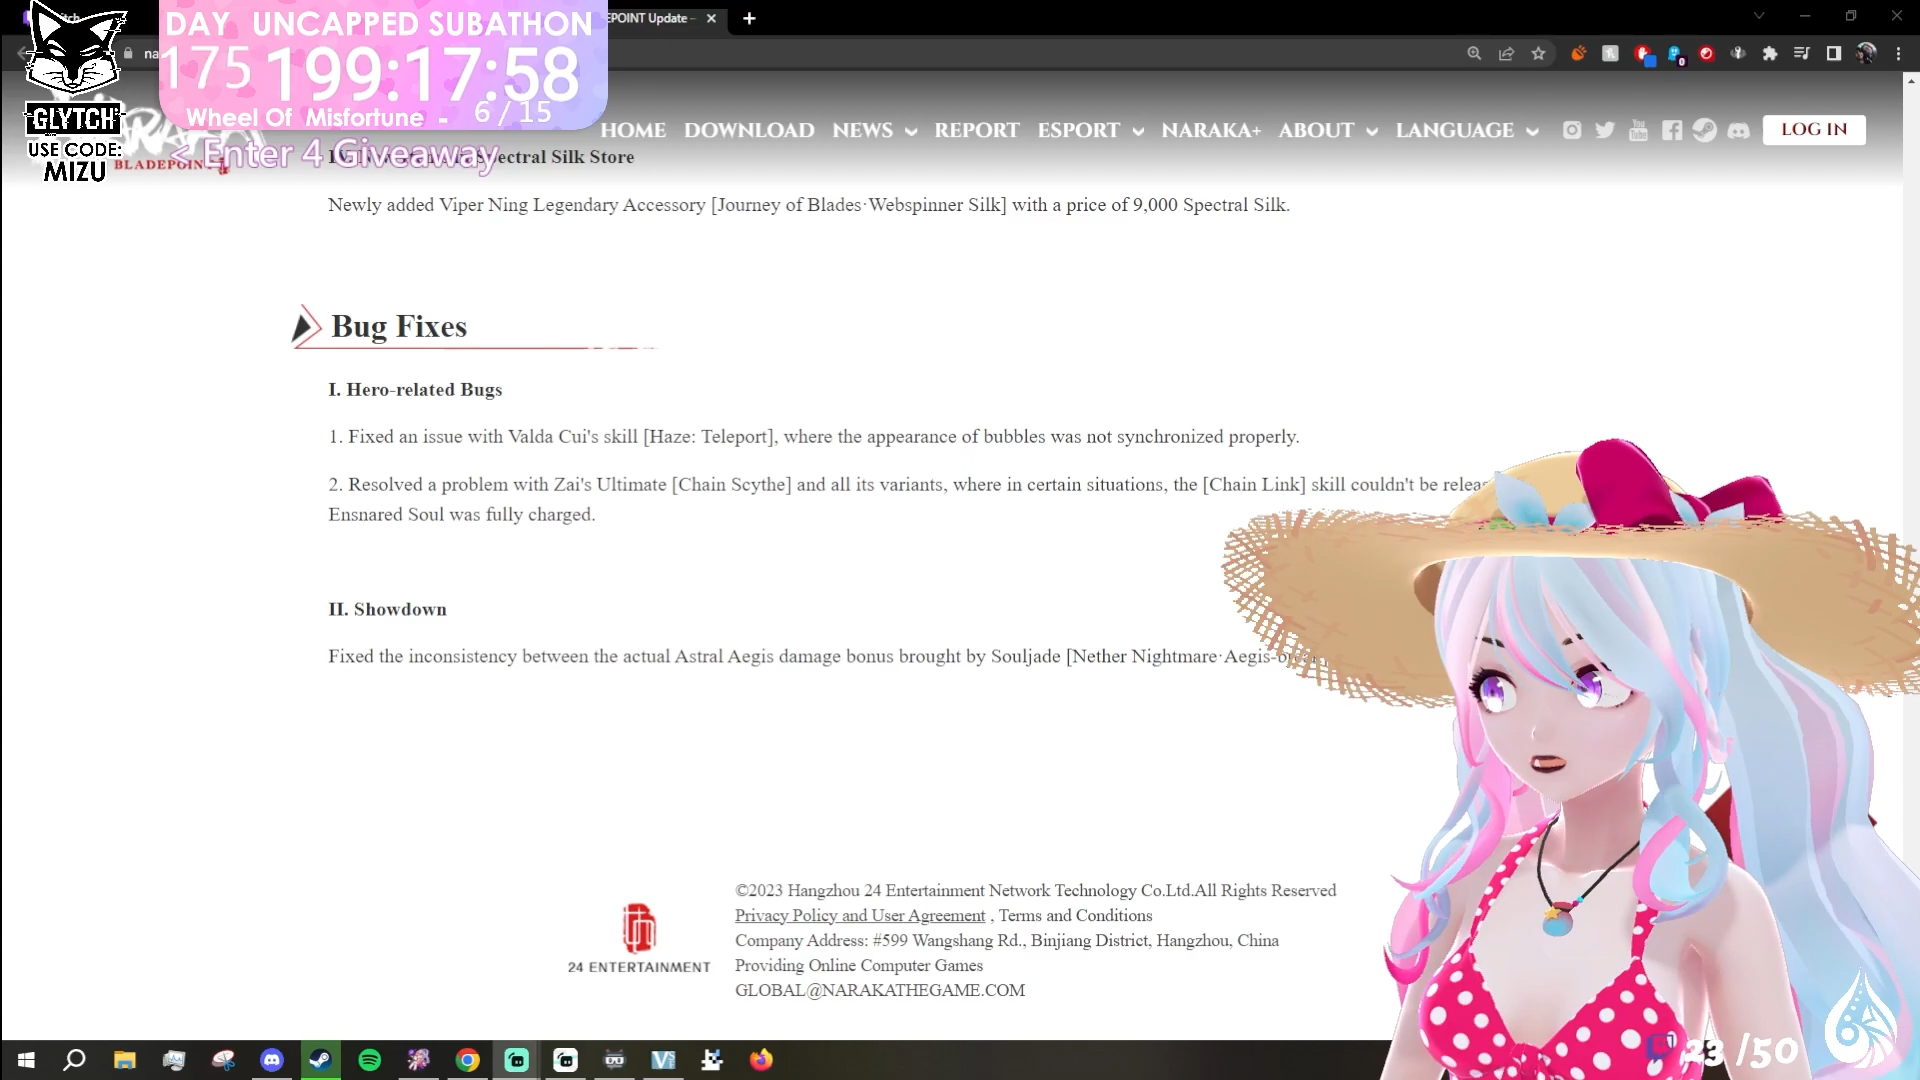 DAY UNCAPPED SUBATHON
175 199:17:58
Wheel Of Misfortune - 6 / 15
< Enter 4 Giveaway
GLYTCH
USE CODE:
MIZU
POINT Update -
na
BLADEPOINT
HOME DOWNLOAD NEWS REPORT ESPORT NARAKA+ ABOUT LANGUAGE LOG IN
Spectral Silk Store
Newly added Viper Ning Legendary Accessory [Journey of Blades·Webspinner Silk] with a price of 9,000 Spectral Silk.
Bug Fixes
I. Hero-related Bugs
1. Fixed an issue with Valda Cui's skill [Haze: Teleport], where the appearance of bubbles was not synchronized properly.
2. Resolved a problem with Zai's Ultimate [Chain Scythe] and all its variants, where in certain situations, the [Chain Link] skill couldn't be relea
Ensnared Soul was fully charged.
II. Showdown
Fixed the inconsistency between the actual Astral Aegis damage bonus brought by Souljade [Nether Nightmare·Aegis-
24 ENTERTAINMENT
©2023 Hangzhou 24 Entertainment Network Technology Co.Ltd.All Rights Reserved
Privacy Policy and User Agreement , Terms and Conditions
Company Address: #599 Wangshang Rd., Binjiang District, Hangzhou, China
Providing Online Computer Games
GLOBAL@NARAKATHEGAME.COM
23 /50